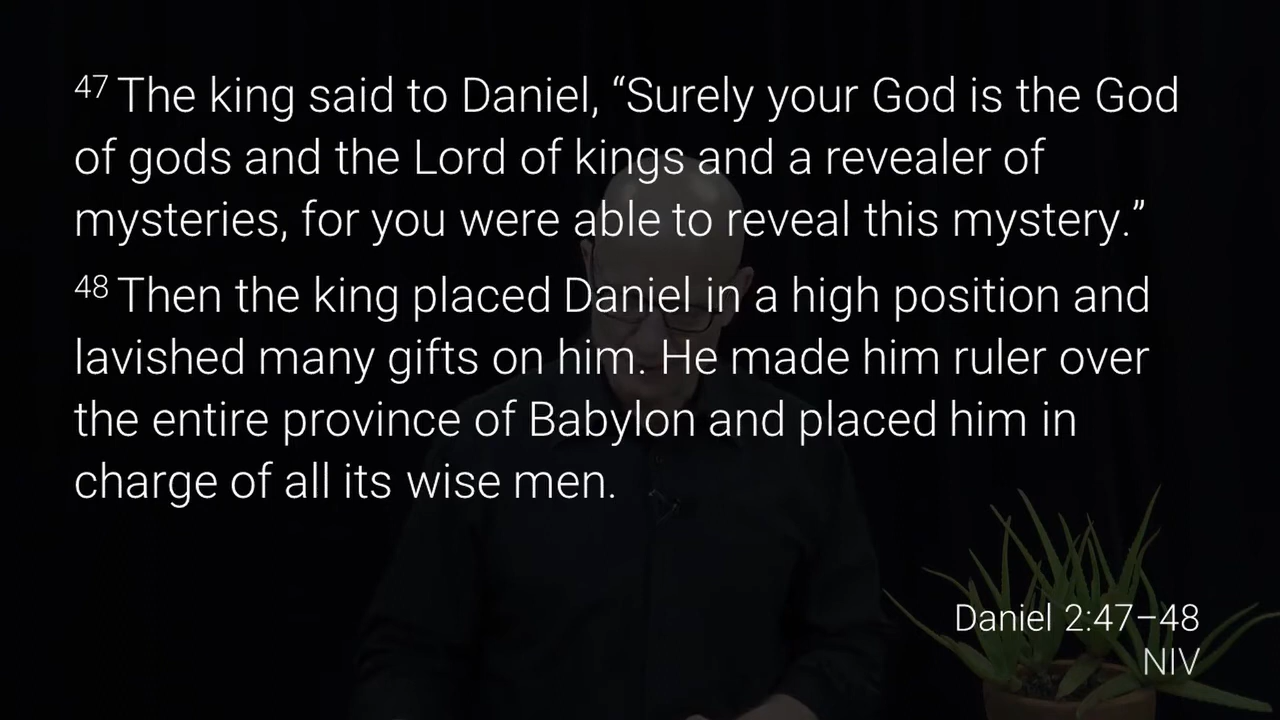 47 The king said to Daniel, “Surely your God is the God
of gods and the Lord of kings and a revealer of
mysteries, for you were able to reveal this mystery.”
48 Then the king placed Daniel in a high position and
lavished many gifts on him. He made him ruler over
the entire province of Babylon and placed him in
charge of all its wise men.
Daniel 2:47–48
NIV